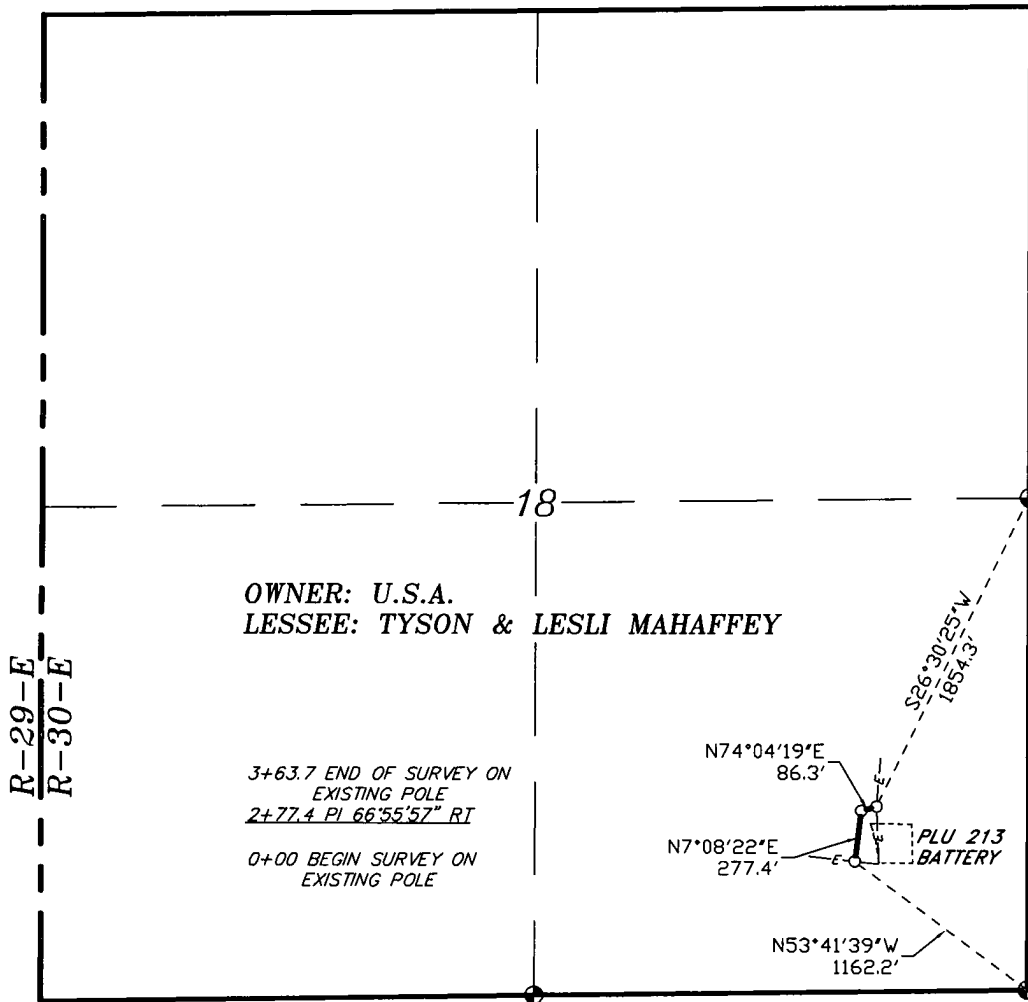 18
OWNER: U.S.A.
LESSEE: TYSON & LESLI MAHAFFEY
R-29-E
R-30-E
S26°30'25"W
1854.3'
N74°04'19"E
86.3'
3+63.7 END OF SURVEY ON
EXISTING POLE
2+77.4 PI 66°55'57" RT
0+00 BEGIN SURVEY ON
EXISTING POLE
E
E
N7°08'22"E
277.4'
E
PLU 213
BATTERY
N53°41'39"W
1162.2'